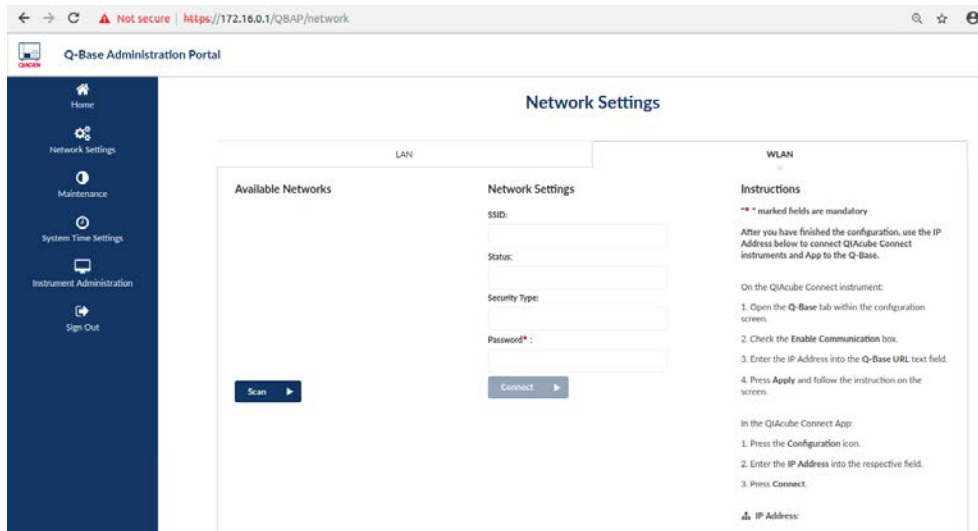 Not secure | https://172.16.0.1/QBAP/network
QIAGEN
Q-Base Administration Portal
Home
Network Settings
Maintenance
System Time Settings
Instrument Administration
Sign Out
Network Settings
LAN
WLAN
Available Networks
Scan
Network Settings
SSID:
Status:
Security Type:
Password* :
Connect
Instructions
"*" marked fields are mandatory
After you have finished the configuration, use the IP
Address below to connect QIAcube Connect
instruments and App to the Q-Base.
On the QIAcube Connect instrument:
1. Open the Q-Base tab within the configuration
screen.
2. Check the Enable Communication box.
3. Enter the IP Address into the Q-Base URL text field.
4. Press Apply and follow the instruction on the
screen.
In the QIAcube Connect App:
1. Press the Configuration icon.
2. Enter the IP Address into the respective field.
3. Press Connect.
IP Address: